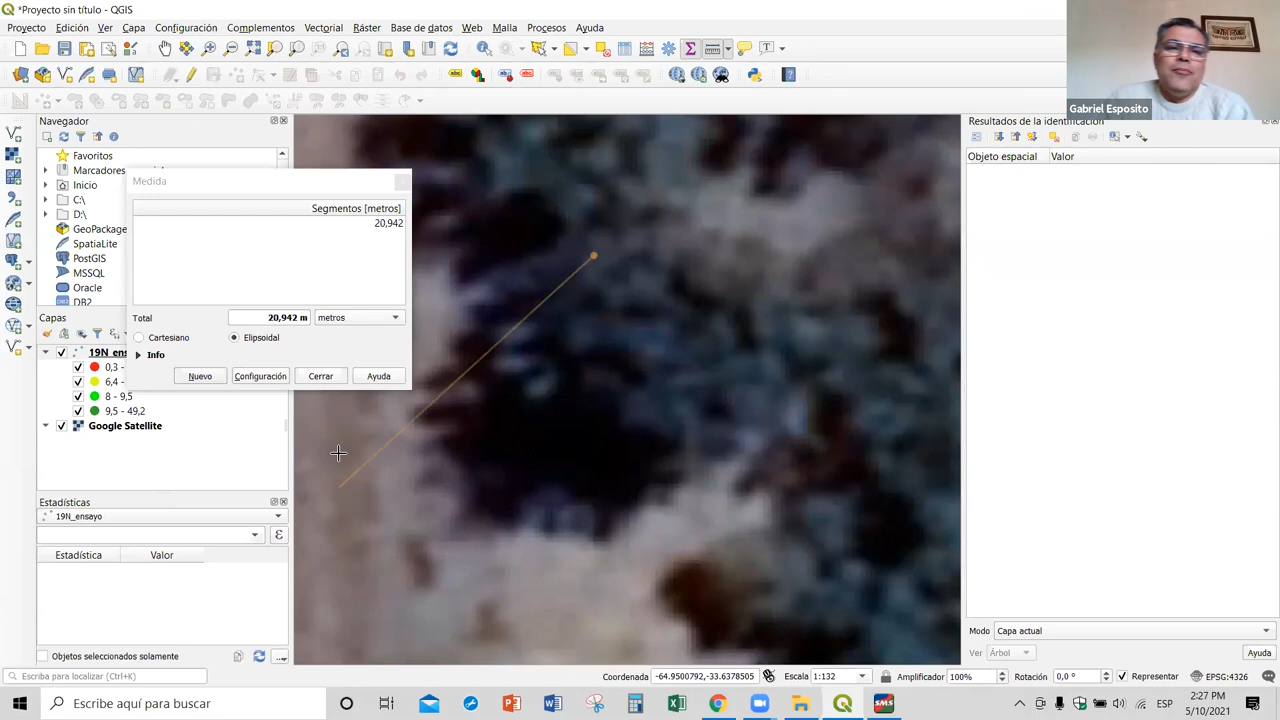 *Proyecto sin título - QGIS
Proyecto Edición Ver Capa Configuración Complementos Vectorial Ráster Base de datos Web Malla Procesos Ayuda
Gabriel Esposito
Navegador
Favoritos
Marcadores
Inicio
C:\
D:\
GeoPackage
SpatiaLite
PostGIS
MSSQL
Oracle
DB2
Medida
Segmentos [metros]
20,942
Total 20,942 m metros
Cartesiano Elipsoidal
Info
Nuevo Configuración Cerrar Ayuda
Capas
19N_ens
0,3 -
6,4 -
8 - 9,5
9,5 - 49,2
Google Satellite
Estadísticas
19N_ensayo
Estadística Valor
Objetos seleccionados solamente
Resultados de la identificación
Objeto espacial Valor
Modo Capa actual
Ver Árbol Ayuda
Escriba para localizar (Ctrl+K) Coordenada -64.9500792,-33.6378505 Escala 1:132 Amplificador 100% Rotación 0,0 ° Representar EPSG:4326
Escribe aquí para buscar
ESP
2:27 PM
5/10/2021